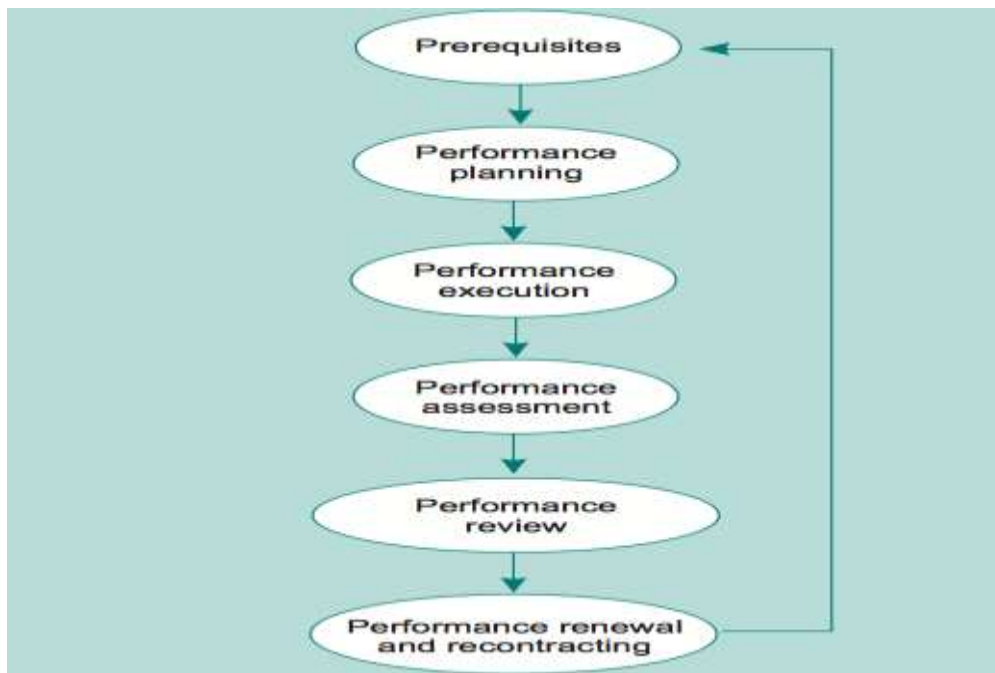 Prerequisites
Performance
planning
Performance
execution
Performance
assessment
Performance
review
Performance renewal
and recontracting